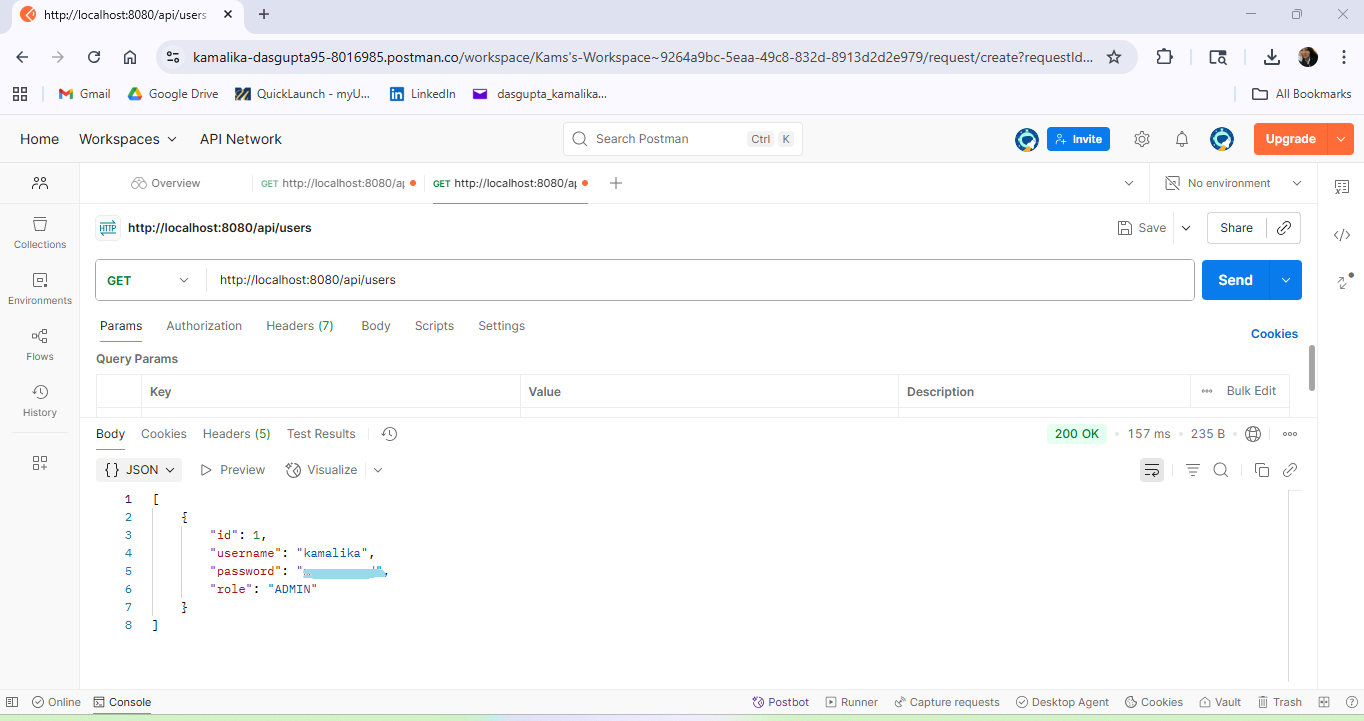 http://localhost:8080/api/users
kamalika-dasgupta95-8016985.postman.co/workspace/Kams's-Workspace~9264a9bc-5eaa-49c8-832d-8913d2d2e979/request/create?requestId...
Gmail Google Drive QuickLaunch - myU... LinkedIn dasgupta_kamalika... All Bookmarks
Home Workspaces API Network Search Postman Ctrl K Invite Upgrade
Overview GET http://localhost:8080/a GET http://localhost:8080/a No environment
HTTP http://localhost:8080/api/users Save Share
Collections
Environments
Flows
History
GET http://localhost:8080/api/users Send
Params Authorization Headers (7) Body Scripts Settings Cookies
Query Params
Key Value Description Bulk Edit
Body Cookies Headers (5) Test Results 200 OK 157 ms 235 B
{} JSON Preview Visualize
1 [
2 {
3 "id": 1,
4 "username": "kamalika",
5 "password": "",
6 "role": "ADMIN"
7 }
8 ]
Online Console Postbot Runner Capture requests Desktop Agent Cookies Vault Trash